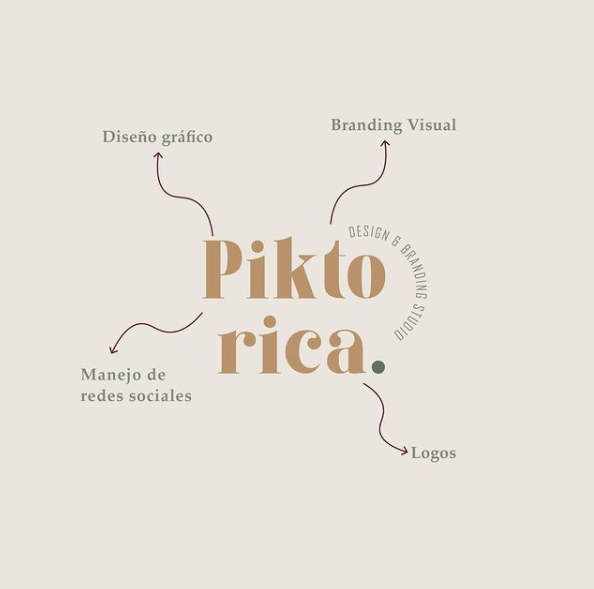 Diseño gráfico
Branding Visual
Pikto
rica.
DESIGN & BRANDING STUDIO
Manejo de
redes sociales
Logos